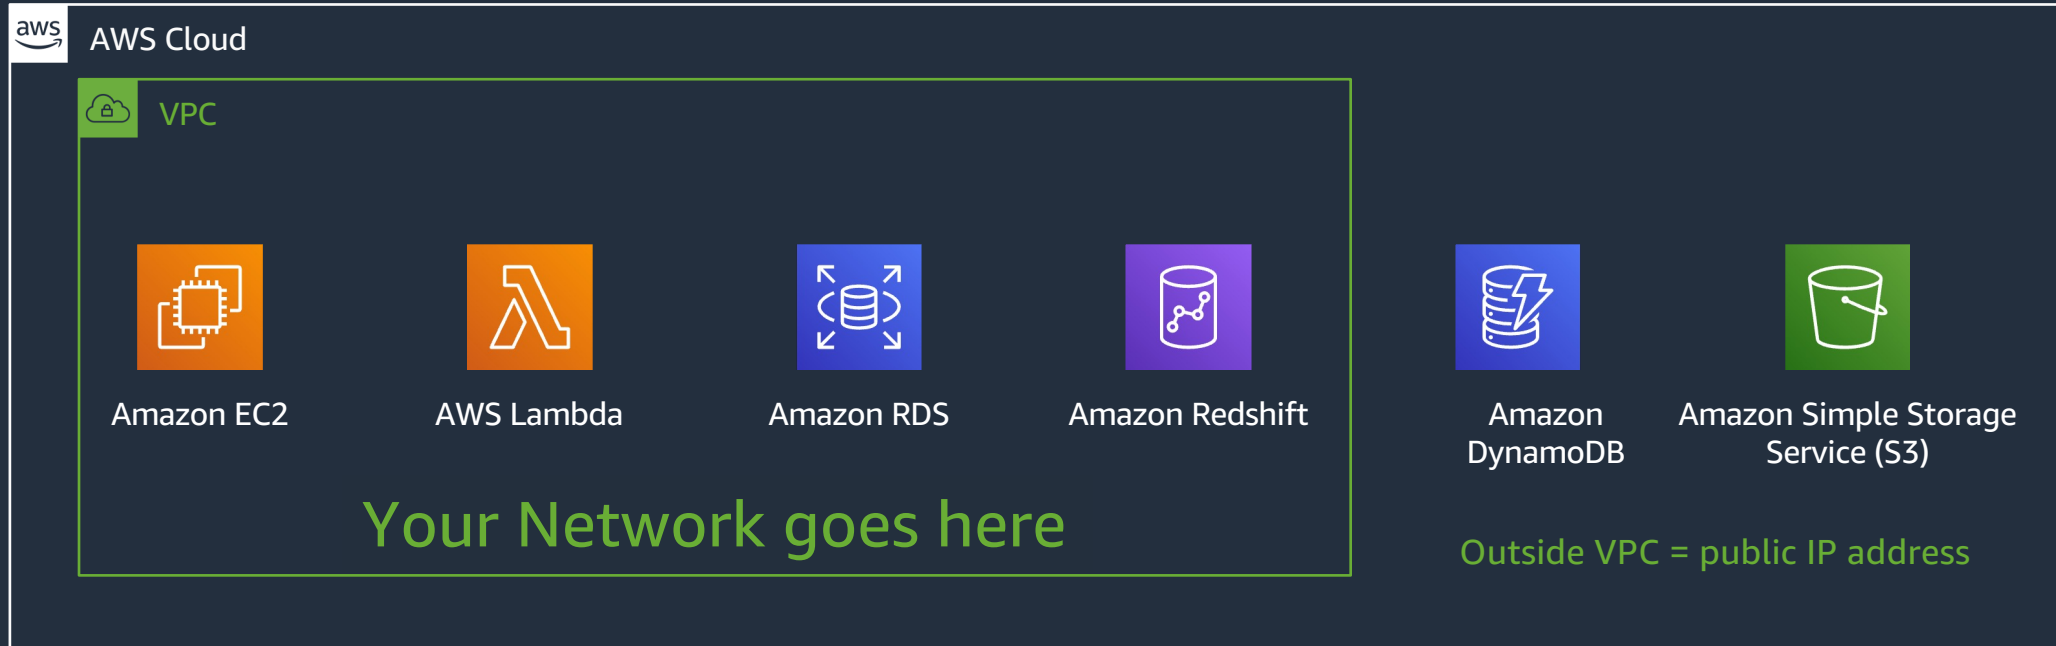 aws
AWS Cloud
VPC
Amazon EC2
AWS Lambda
Amazon RDS
Amazon Redshift
Amazon
DynamoDB
Amazon Simple Storage
Service (S3)
Your Network goes here
Outside VPC = public IP address